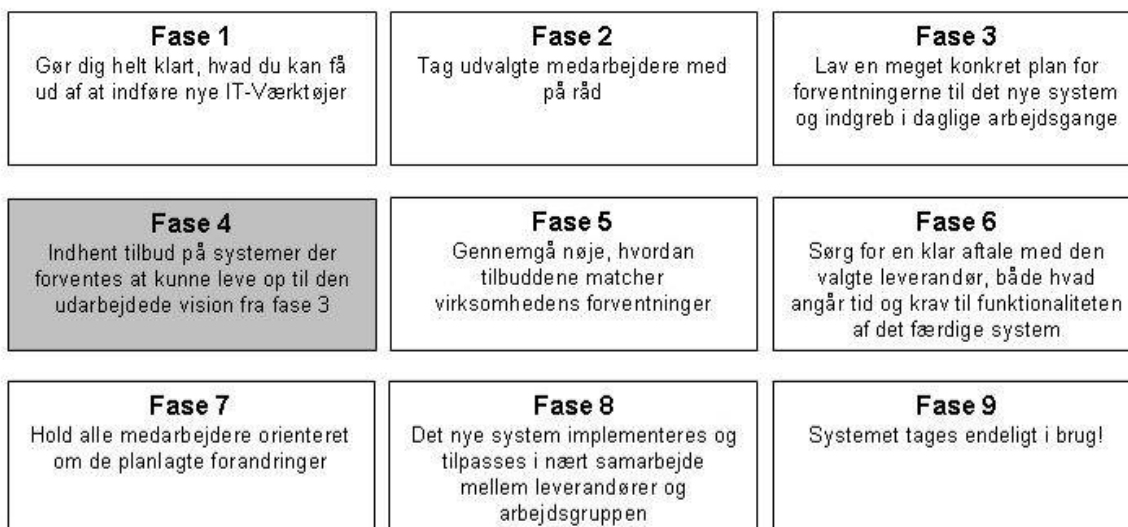 Fase 1
Gør dig helt klart, hvad du kan få
ud af at indføre nye IT-Værktøjer
Fase 2
Tag udvalgte medarbejdere med
på råd
Fase 3
Lav en meget konkret plan for
forventningerne til det nye system
og indgreb i daglige arbejdsgange
Fase 4
Indhent tilbud på systemer der
forventes at kunne leve op til den
udarbejdede vision fra fase 3
Fase 5
Gennemgå nøje, hvordan
tilbuddene matcher
virksomhedens forventninger
Fase 6
Sørg for en klar aftale med den
valgte leverandør, både hvad
angår tid og krav til funktionaliteten
af det færdige system
Fase 7
Hold alle medarbejdere orienteret
om de planlagte forandringer
Fase 8
Det nye system implementeres og
tilpasses i nært samarbejde
mellem leverandører og
arbejdsgruppen
Fase 9
Systemet tages endeligt i brug!